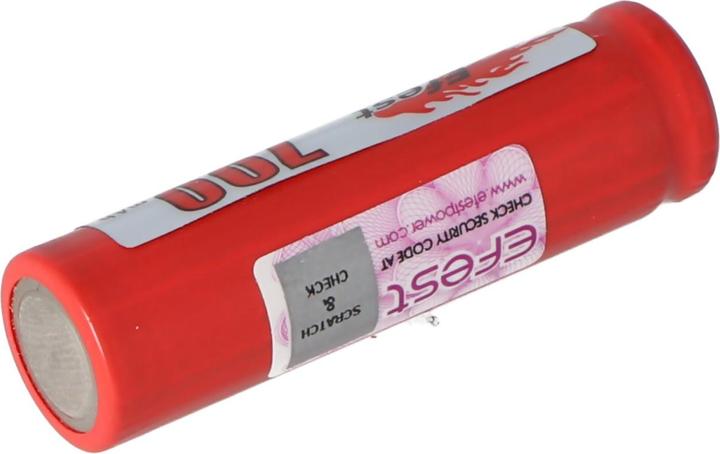 Efest
700
SCRATCH
&
CHECK
Efest
CHECK SECURITY CODE AT
www.efestpower.com